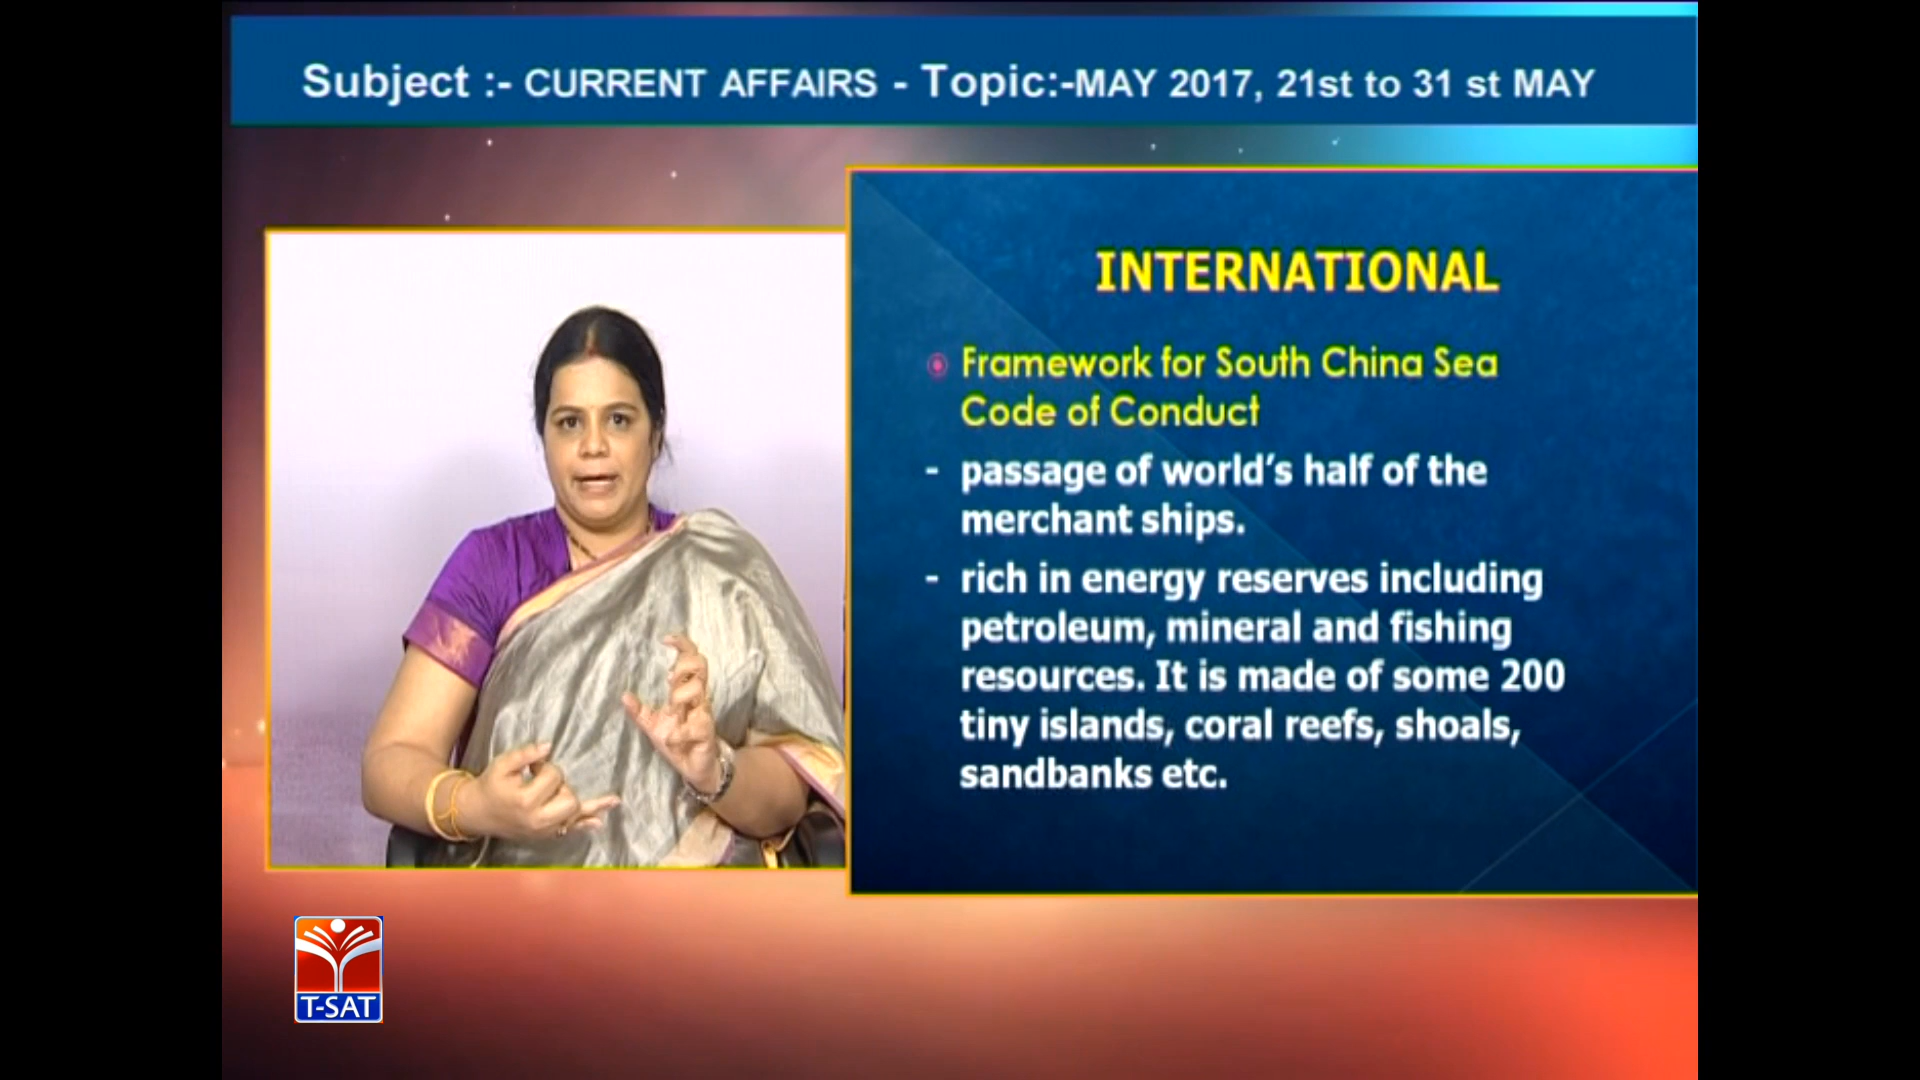 Subject :- CURRENT AFFAIRS - Topic:-MAY 2017, 21st to 31 st MAY
INTERNATIONAL
Framework for South China Sea
Code of Conduct
- passage of world’s half of the
merchant ships.
- rich in energy reserves including
petroleum, mineral and fishing
resources. It is made of some 200
tiny islands, coral reefs, shoals,
sandbanks etc.
T-SAT